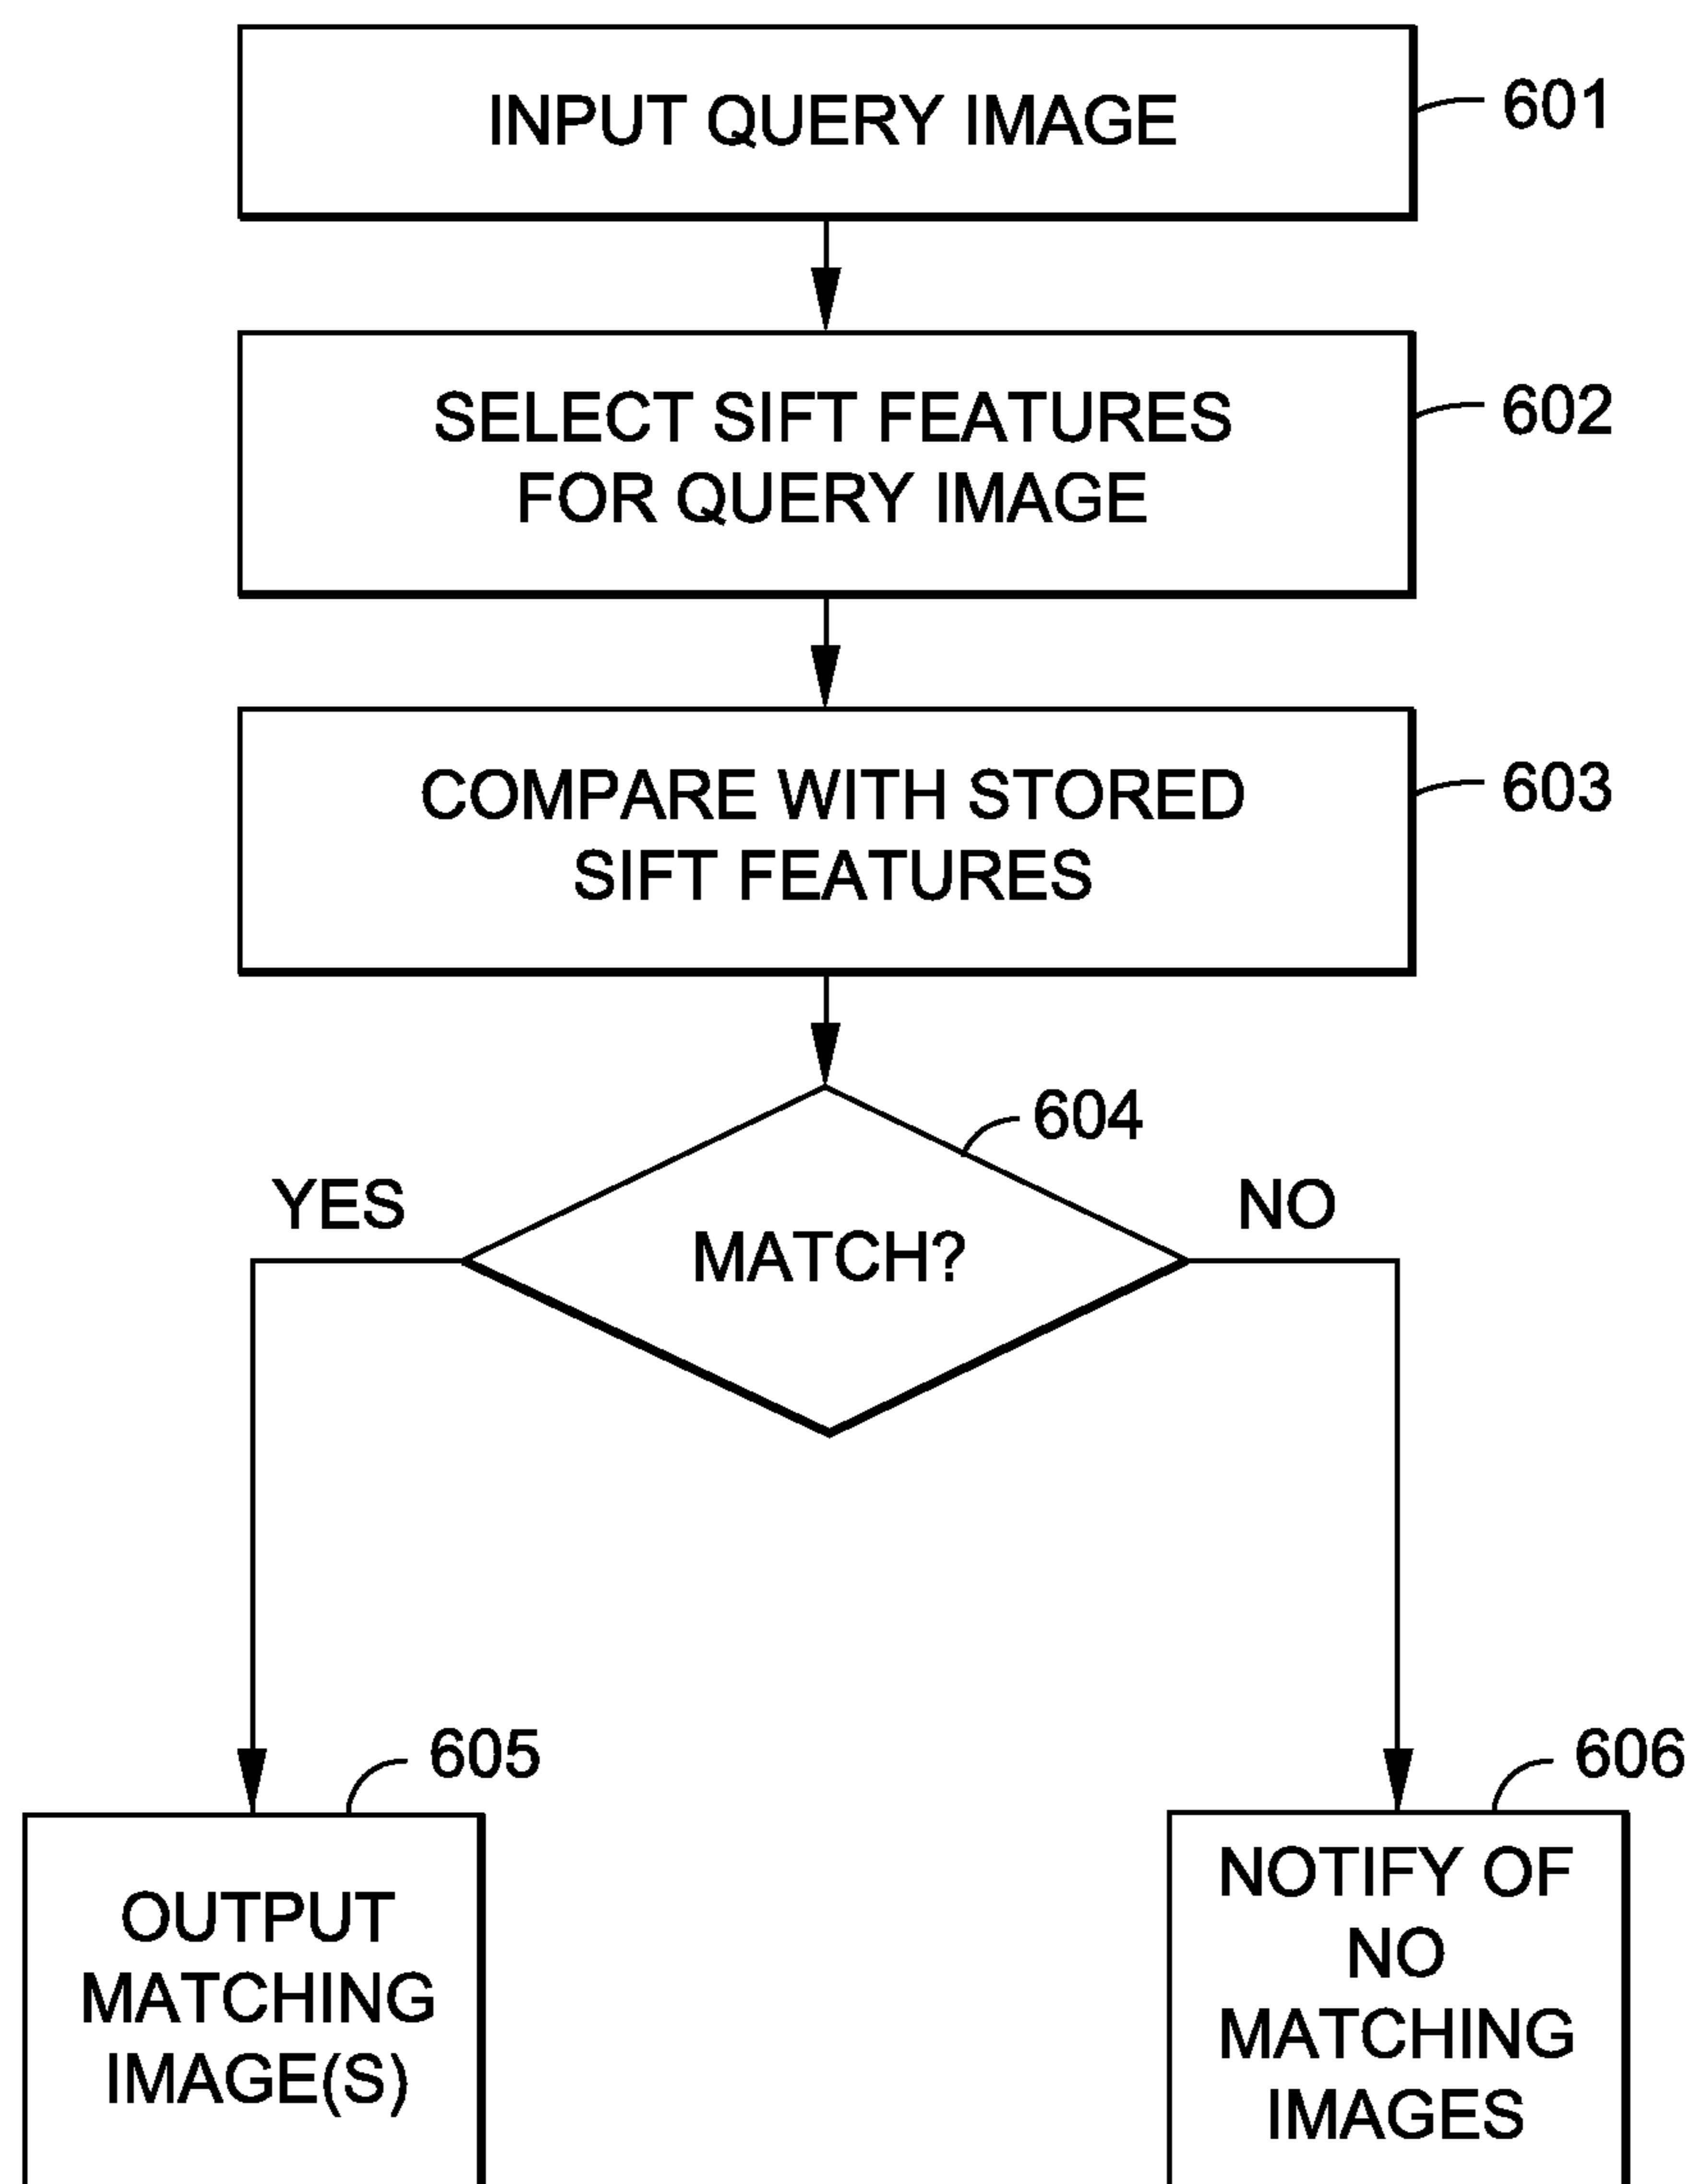 INPUT QUERY IMAGE
601
SELECT SIFT FEATURES
FOR QUERY IMAGE
602
COMPARE WITH STORED
SIFT FEATURES
603
604
YES
MATCH?
NO
605
OUTPUT
MATCHING
IMAGE(S)
606
NOTIFY OF
NO
MATCHING
IMAGES